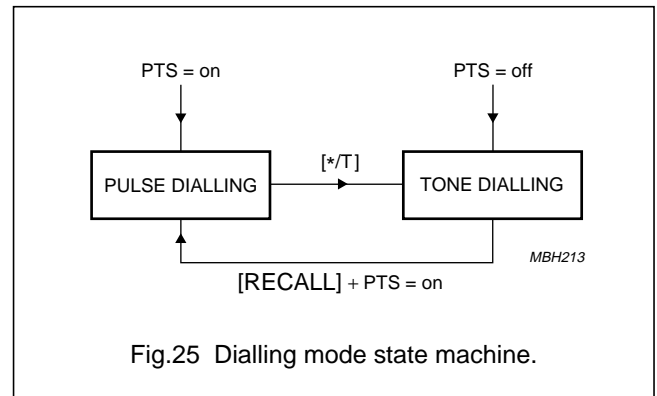 PTS = on
PTS = off
[*/T]
PULSE DIALLING
TONE DIALLING
MBH213
[RECALL] + PTS = on
Fig.25 Dialling mode state machine.